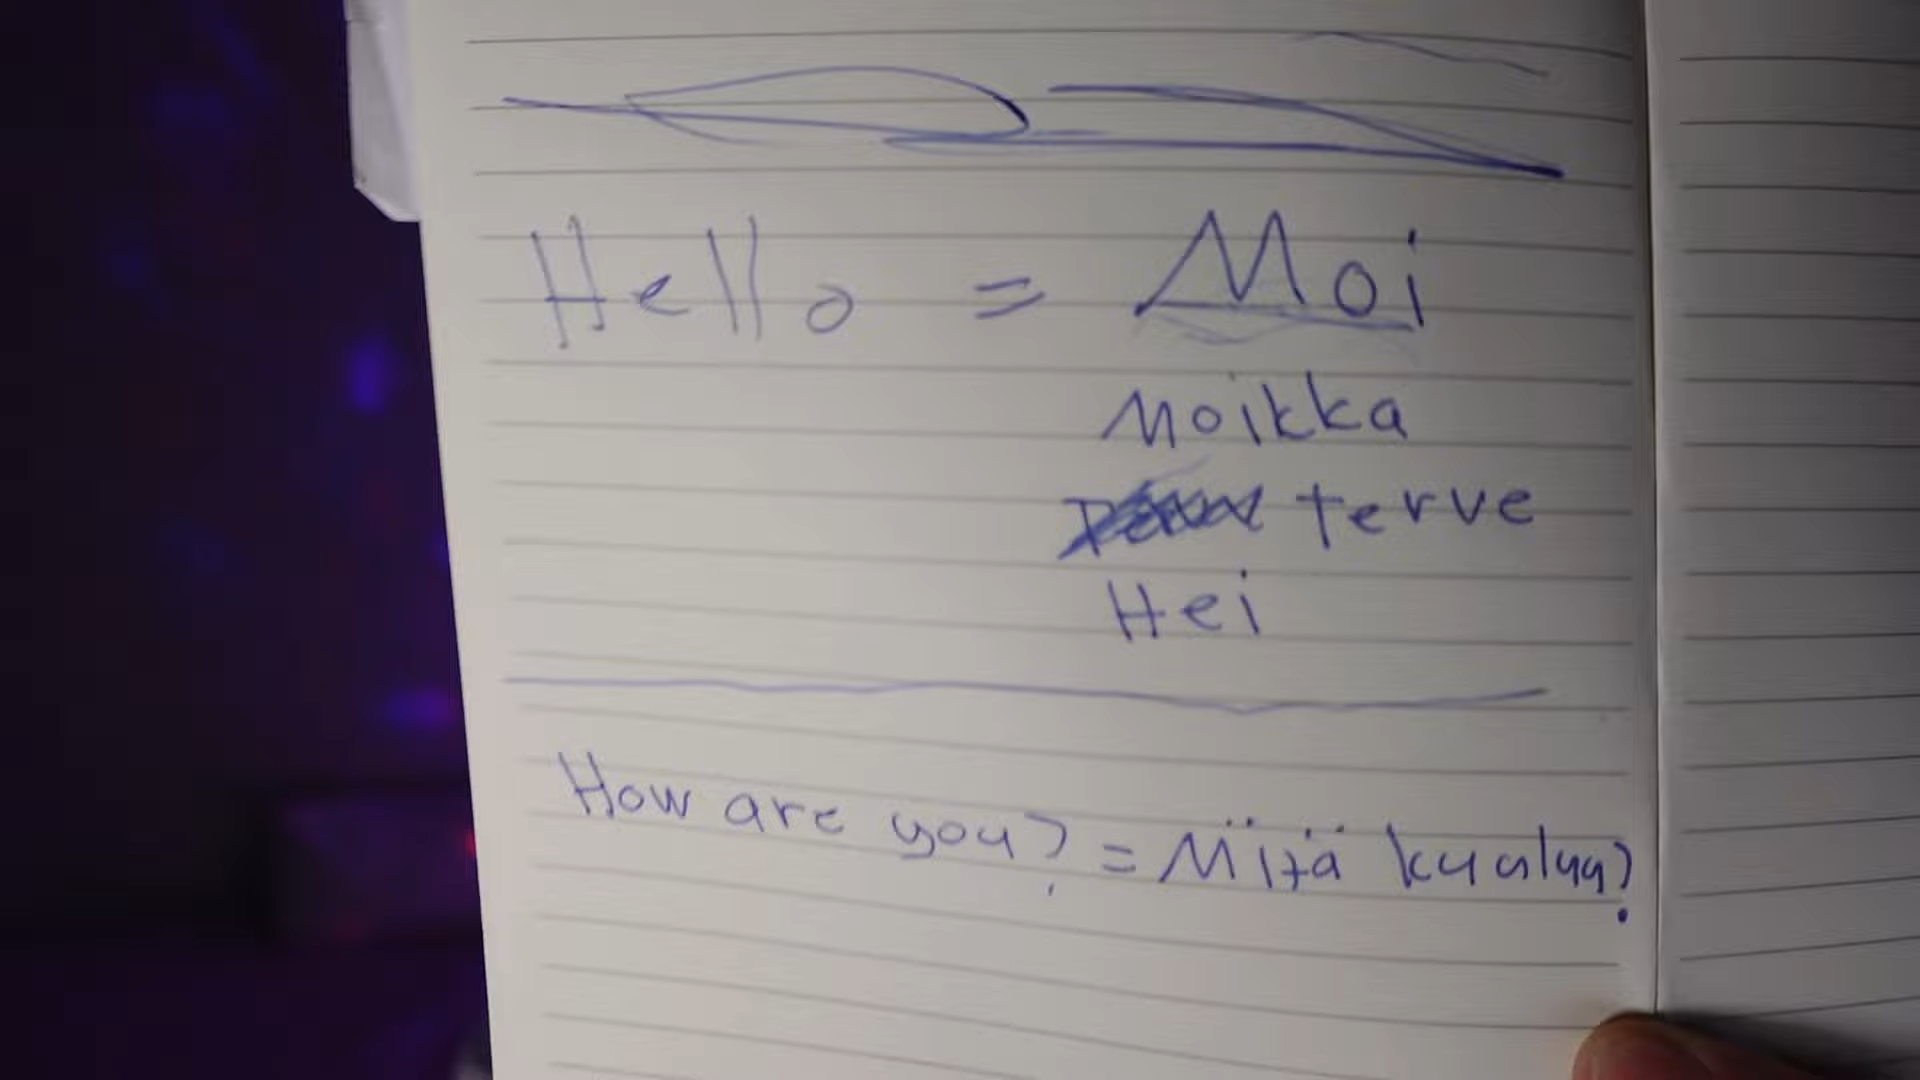 Hello = Moi
Moikka
terve
Hei
How are you? = Mitä kuuluu?